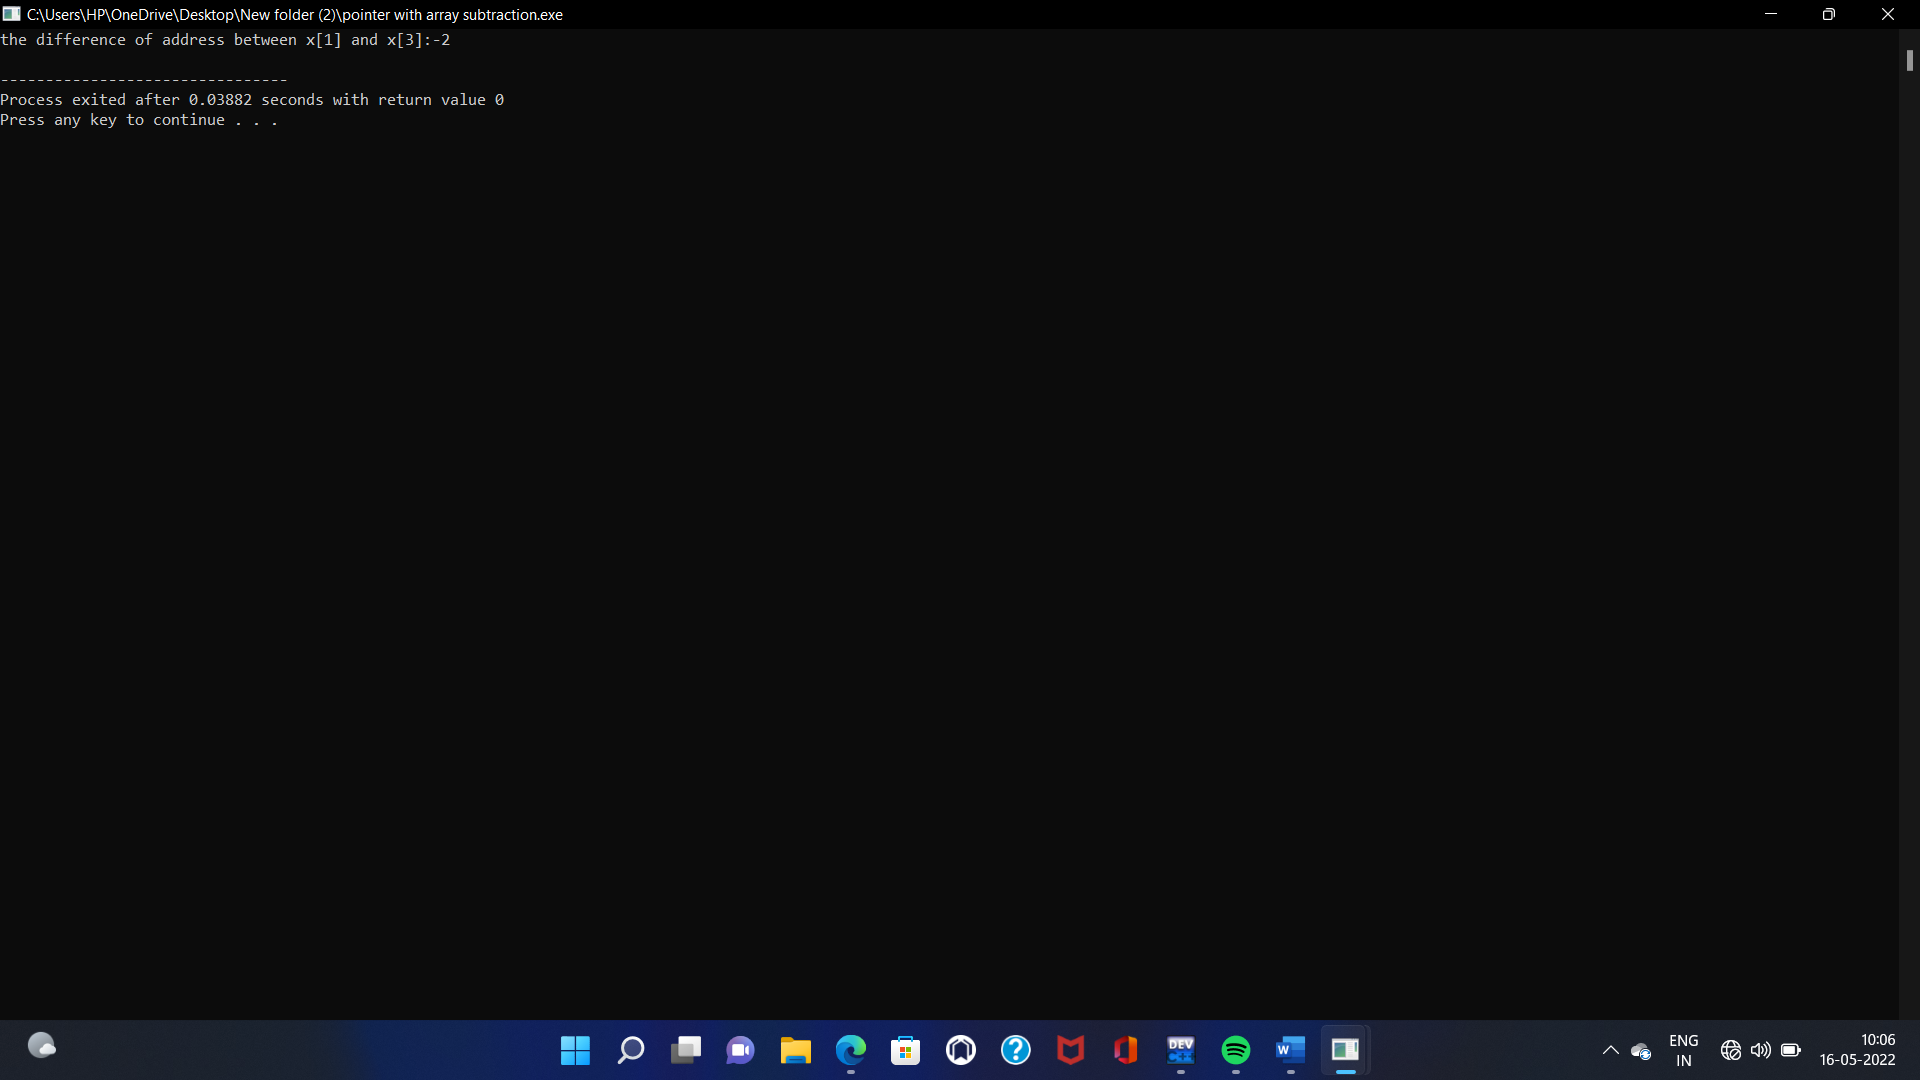 C:\Users\HP\OneDrive\Desktop\New folder (2)\pointer with array subtraction.exe
the difference of address between x[1] and x[3]:-2
--------------------------------
Process exited after 0.03882 seconds with return value 0
Press any key to continue . . .
DEV
C++
W
ENG
IN
10:06
16-05-2022